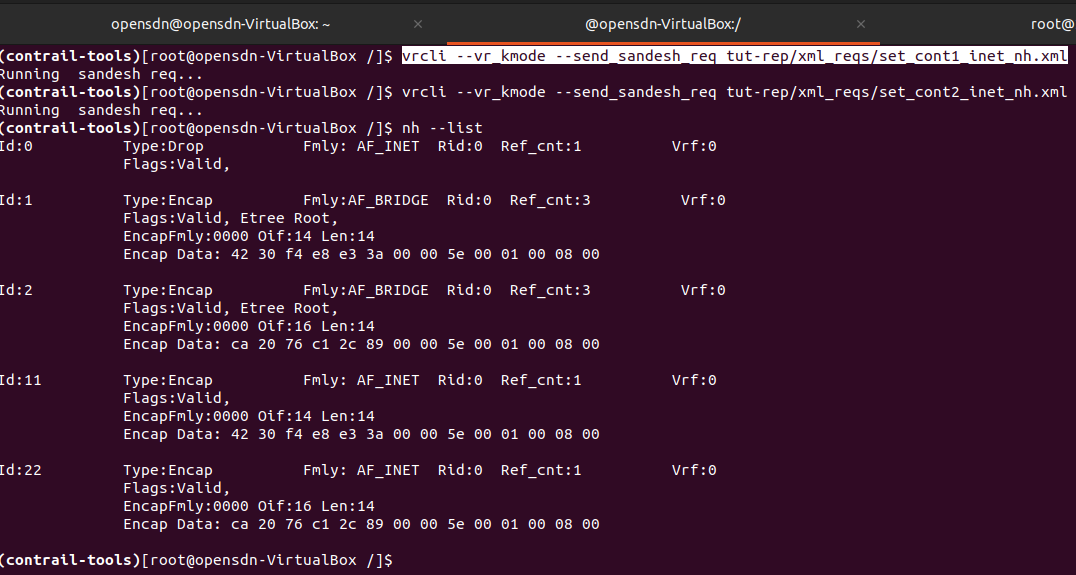 opensdn@opensdn-VirtualBox: ~ × @opensdn-VirtualBox:/ × root@
(contrail-tools)[root@opensdn-VirtualBox /]$ vrcli --vr_kmode --send_sandesh_req tut-rep/xml_reqs/set_cont1_inet_nh.xml
Running  sandesh req...
(contrail-tools)[root@opensdn-VirtualBox /]$ vrcli --vr_kmode --send_sandesh_req tut-rep/xml_reqs/set_cont2_inet_nh.xml
Running  sandesh req...
(contrail-tools)[root@opensdn-VirtualBox /]$ nh --list
Id:0          Type:Drop           Fmly: AF_INET  Rid:0  Ref_cnt:1          Vrf:0
              Flags:Valid,
Id:1          Type:Encap          Fmly:AF_BRIDGE  Rid:0  Ref_cnt:3          Vrf:0
              Flags:Valid, Etree Root,
              EncapFmly:0000 Oif:14 Len:14
              Encap Data: 42 30 f4 e8 e3 3a 00 00 5e 00 01 00 08 00
Id:2          Type:Encap          Fmly:AF_BRIDGE  Rid:0  Ref_cnt:3          Vrf:0
              Flags:Valid, Etree Root,
              EncapFmly:0000 Oif:16 Len:14
              Encap Data: ca 20 76 c1 2c 89 00 00 5e 00 01 00 08 00
Id:11         Type:Encap          Fmly: AF_INET  Rid:0  Ref_cnt:1          Vrf:0
              Flags:Valid,
              EncapFmly:0000 Oif:14 Len:14
              Encap Data: 42 30 f4 e8 e3 3a 00 00 5e 00 01 00 08 00
Id:22         Type:Encap          Fmly: AF_INET  Rid:0  Ref_cnt:1          Vrf:0
              Flags:Valid,
              EncapFmly:0000 Oif:16 Len:14
              Encap Data: ca 20 76 c1 2c 89 00 00 5e 00 01 00 08 00
(contrail-tools)[root@opensdn-VirtualBox /]$